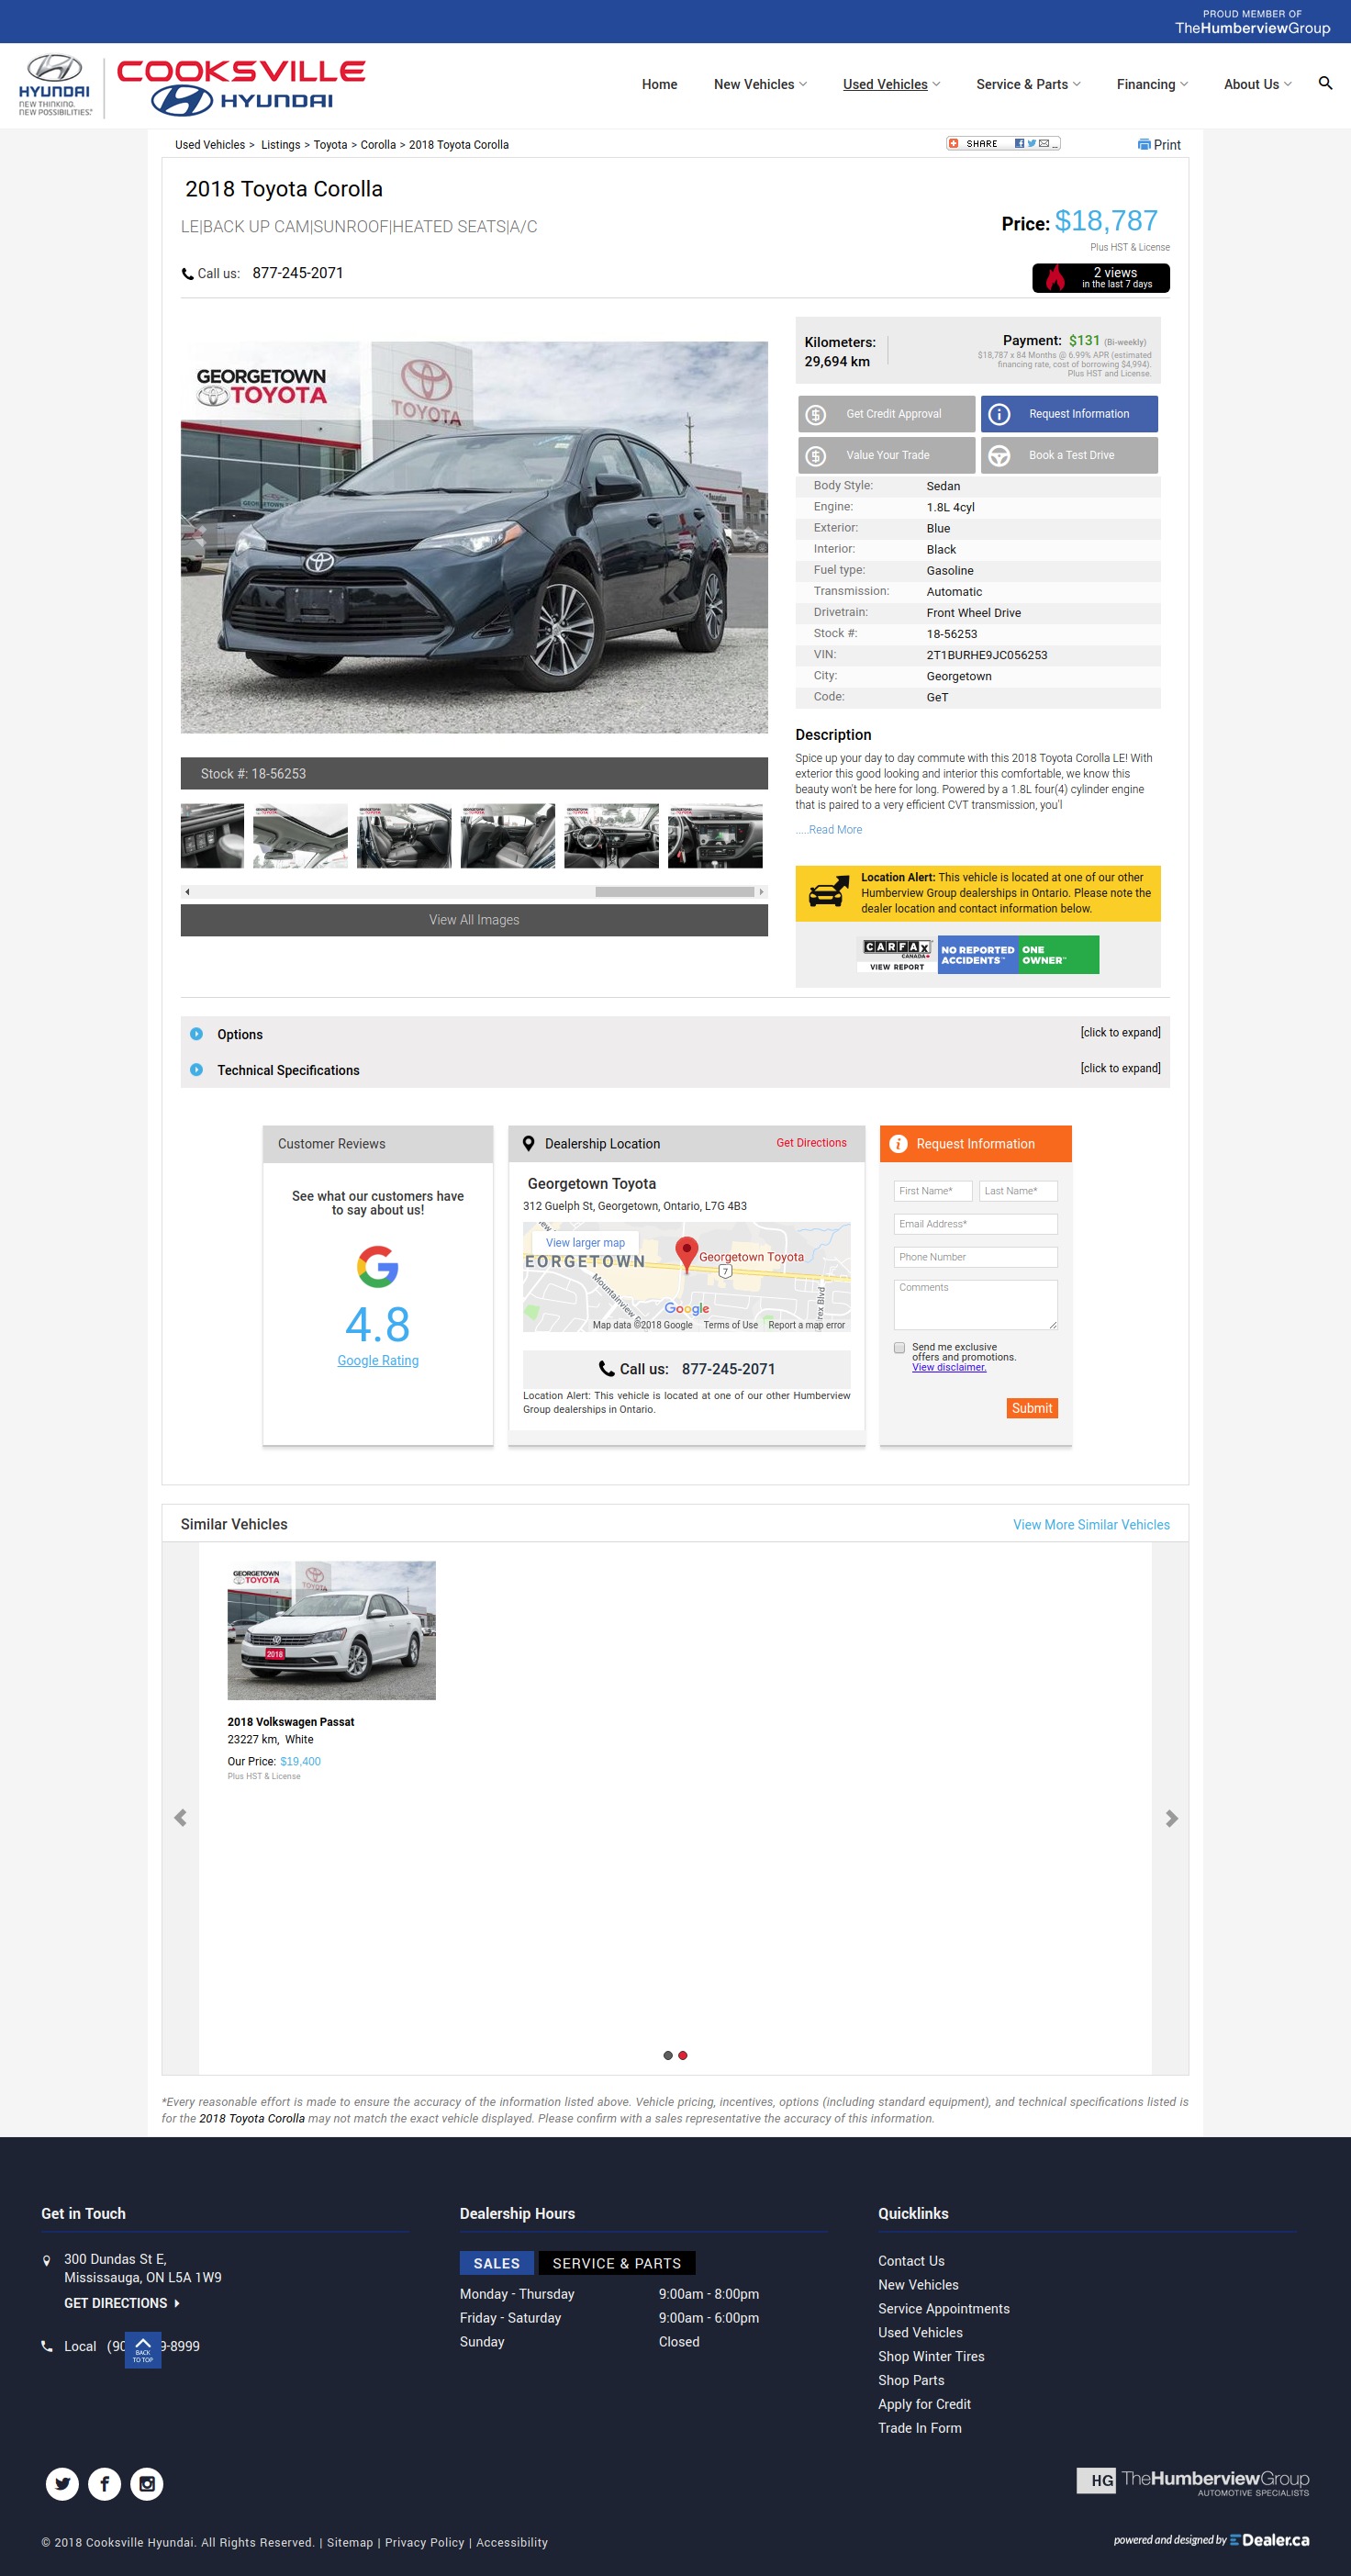 PROUD MEMBER OF
TheHumberviewGroup
HYUNDAI
NEW THINKING.
NEW POSSIBILITIES.
COOKSVILLE
HYUNDAI
Home New Vehicles Used Vehicles Service & Parts Financing About Us
Used Vehicles > Listings > Toyota > Corolla > 2018 Toyota Corolla
SHARE
Print
2018 Toyota Corolla
LE|BACK UP CAM|SUNROOF|HEATED SEATS|A/C
Price: $18,787
Plus HST & License
Call us: 877-245-2071
2 views
in the last 7 days
GEORGETOWN
TOYOTA
TOYOTA
Stock #: 18-56253
View All Images
Kilometers:
29,694 km
Payment: $131 (Bi-weekly)
$18,787 x 84 Months @ 6.99% APR (estimated
financing rate, cost of borrowing $4,994).
Plus HST and License.
Get Credit Approval
Request Information
Value Your Trade
Book a Test Drive
Body Style: Sedan
Engine: 1.8L 4cyl
Exterior: Blue
Interior: Black
Fuel type: Gasoline
Transmission: Automatic
Drivetrain: Front Wheel Drive
Stock #: 18-56253
VIN: 2T1BURHE9JC056253
City: Georgetown
Code: GeT
Description
Spice up your day to day commute with this 2018 Toyota Corolla LE! With
exterior this good looking and interior this comfortable, we know this
beauty won't be here for long. Powered by a 1.8L four(4) cylinder engine
that is paired to a very efficient CVT transmission, you'l
.....Read More
Location Alert: This vehicle is located at one of our other
Humberview Group dealerships in Ontario. Please note the
dealer location and contact information below.
CARFAX
CANADA
VIEW REPORT
NO REPORTED
ACCIDENTS™
ONE
OWNER™
Options [click to expand]
Technical Specifications [click to expand]
Customer Reviews
See what our customers have
to say about us!
4.8
Google Rating
Dealership Location Get Directions
Georgetown Toyota
312 Guelph St, Georgetown, Ontario, L7G 4B3
View larger map
EORGETOWN
Georgetown Toyota
7
Mountainview
Google
Map data ©2018 Google Terms of Use Report a map error
Call us: 877-245-2071
Location Alert: This vehicle is located at one of our other Humberview
Group dealerships in Ontario.
Request Information
First Name* Last Name*
Email Address*
Phone Number
Comments
Send me exclusive
offers and promotions.
View disclaimer.
Submit
Similar Vehicles
View More Similar Vehicles
GEORGETOWN
TOYOTA
TOYOTA
2018
2018 Volkswagen Passat
23227 km, White
Our Price: $19,400
Plus HST & License
*Every reasonable effort is made to ensure the accuracy of the information listed above. Vehicle pricing, incentives, options (including standard equipment), and technical specifications listed is
for the 2018 Toyota Corolla may not match the exact vehicle displayed. Please confirm with a sales representative the accuracy of this information.
Get in Touch
300 Dundas St E,
Mississauga, ON L5A 1W9
GET DIRECTIONS
Local (90 9-8999
BACK
TO TOP
Dealership Hours
SALES SERVICE & PARTS
Monday - Thursday 9:00am - 8:00pm
Friday - Saturday 9:00am - 6:00pm
Sunday Closed
Quicklinks
Contact Us
New Vehicles
Service Appointments
Used Vehicles
Shop Winter Tires
Shop Parts
Apply for Credit
Trade In Form
HG TheHumberviewGroup
AUTOMOTIVE SPECIALISTS
© 2018 Cooksville Hyundai. All Rights Reserved. | Sitemap | Privacy Policy | Accessibility
powered and designed by EDealer.ca